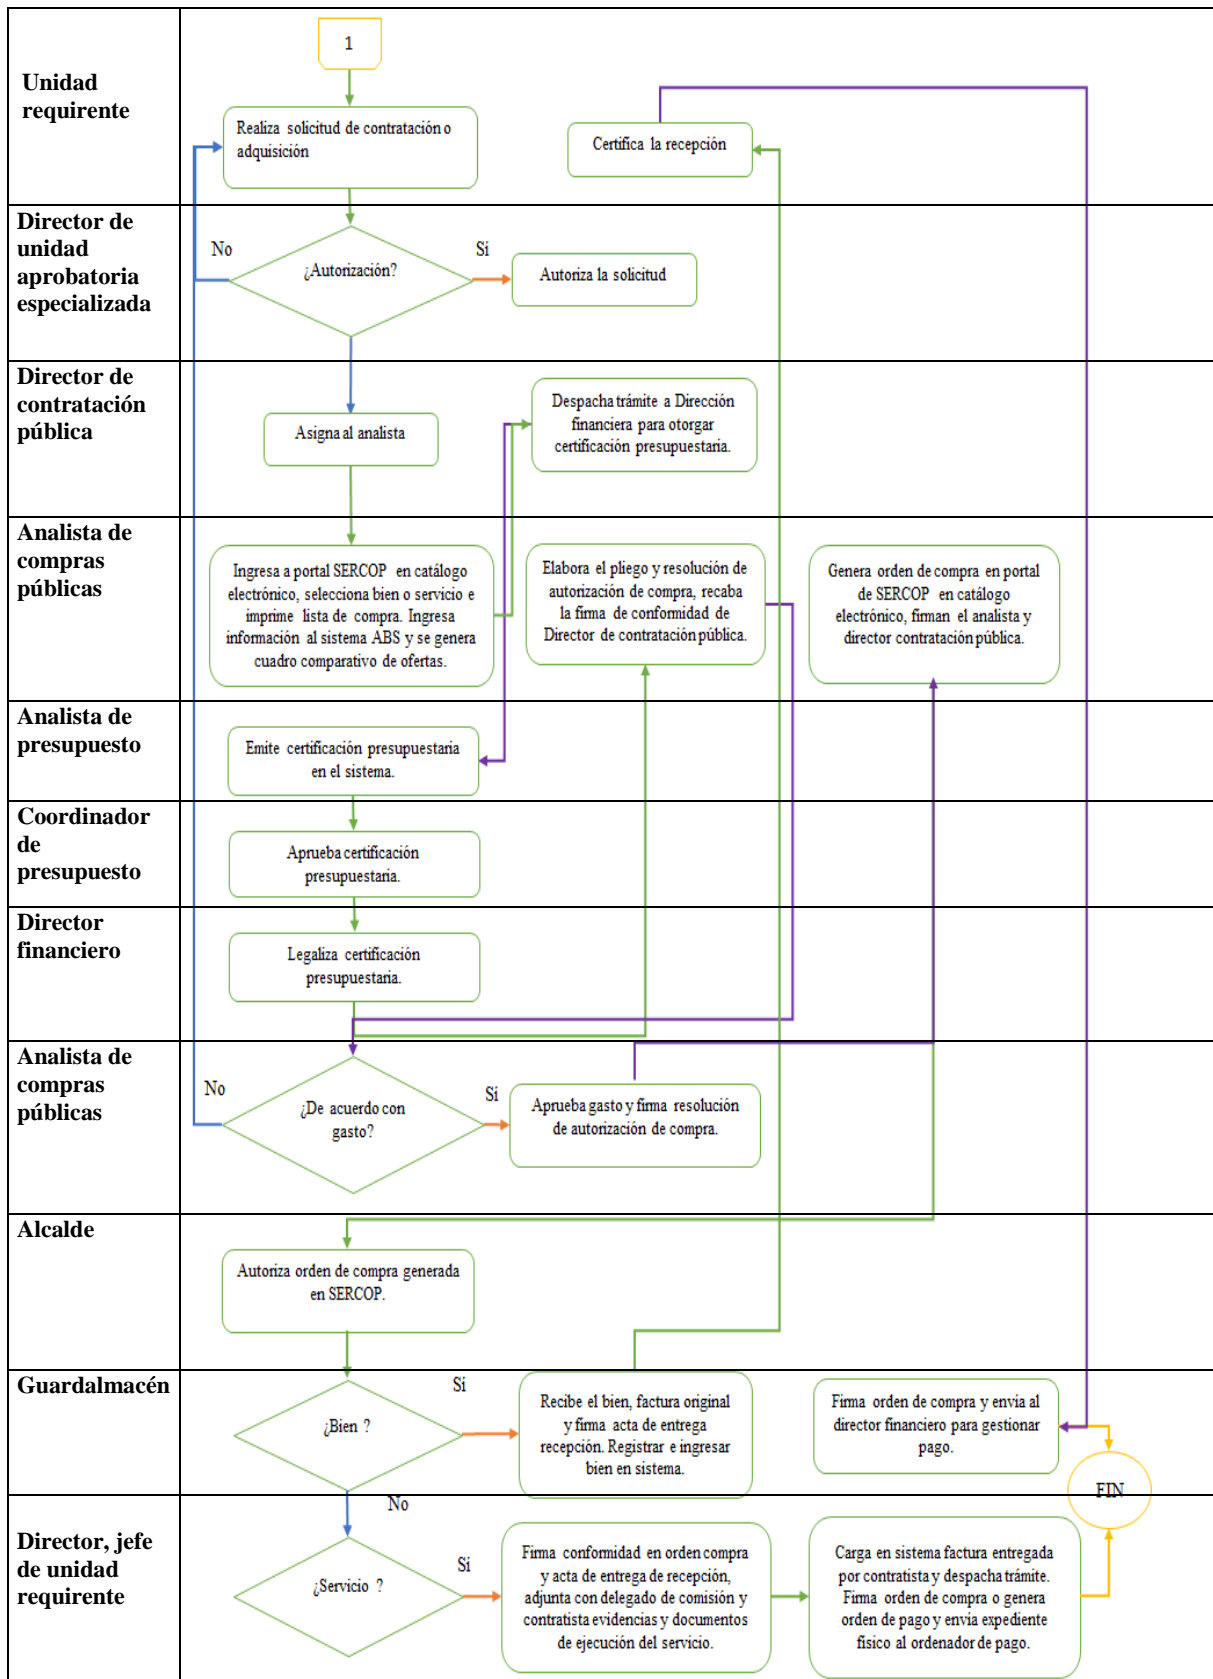 1
Unidad
requirente
Realiza solicitud de contratación o
adquisición
Certifica la recepción
Director de
unidad
aprobatoria
especializada
No
¿Autorización?
Si
Autoriza la solicitud
Director de
contratación
pública
Asigna al analista
Despacha trámite a Dirección
financiera para otorgar
certificación presupuestaria.
Analista de
compras
públicas
Ingresa a portal SERCOP en catálogo
electrónico, selecciona bien o servicio e
imprime lista de compra. Ingresa
información al sistema ABS y se genera
cuadro comparativo de ofertas.
Elabora el pliego y resolución de
autorización de compra, recaba
la firma de conformidad de
Director de contratación pública.
Genera orden de compra en portal
de SERCOP en catálogo
electrónico, firman el analista y
director contratación pública.
Analista de
presupuesto
Emite certificación presupuestaria
en el sistema.
Coordinador
de
presupuesto
Aprueba certificación
presupuestaria.
Director
financiero
Legaliza certificación
presupuestaria.
Analista de
compras
públicas
No
¿De acuerdo con
gasto?
Si
Aprueba gasto y firma resolución
de autorización de compra.
Alcalde
Autoriza orden de compra generada
en SERCOP.
Guardalmacén
¿Bien ?
Si
Recibe el bien, factura original
y firma acta de entrega
recepción. Registrar e ingresar
bien en sistema.
Firma orden de compra y envía al
director financiero para gestionar
pago.
FIN
No
Director, jefe
de unidad
requirente
¿Servicio ?
Si
Firma conformidad en orden compra
y acta de entrega de recepción,
adjunta con delegado de comisión y
contratista evidencias y documentos
de ejecución del servicio.
Carga en sistema factura entregada
por contratista y despacha trámite.
Firma orden de compra o genera
orden de pago y envía expediente
físico al ordenador de pago.